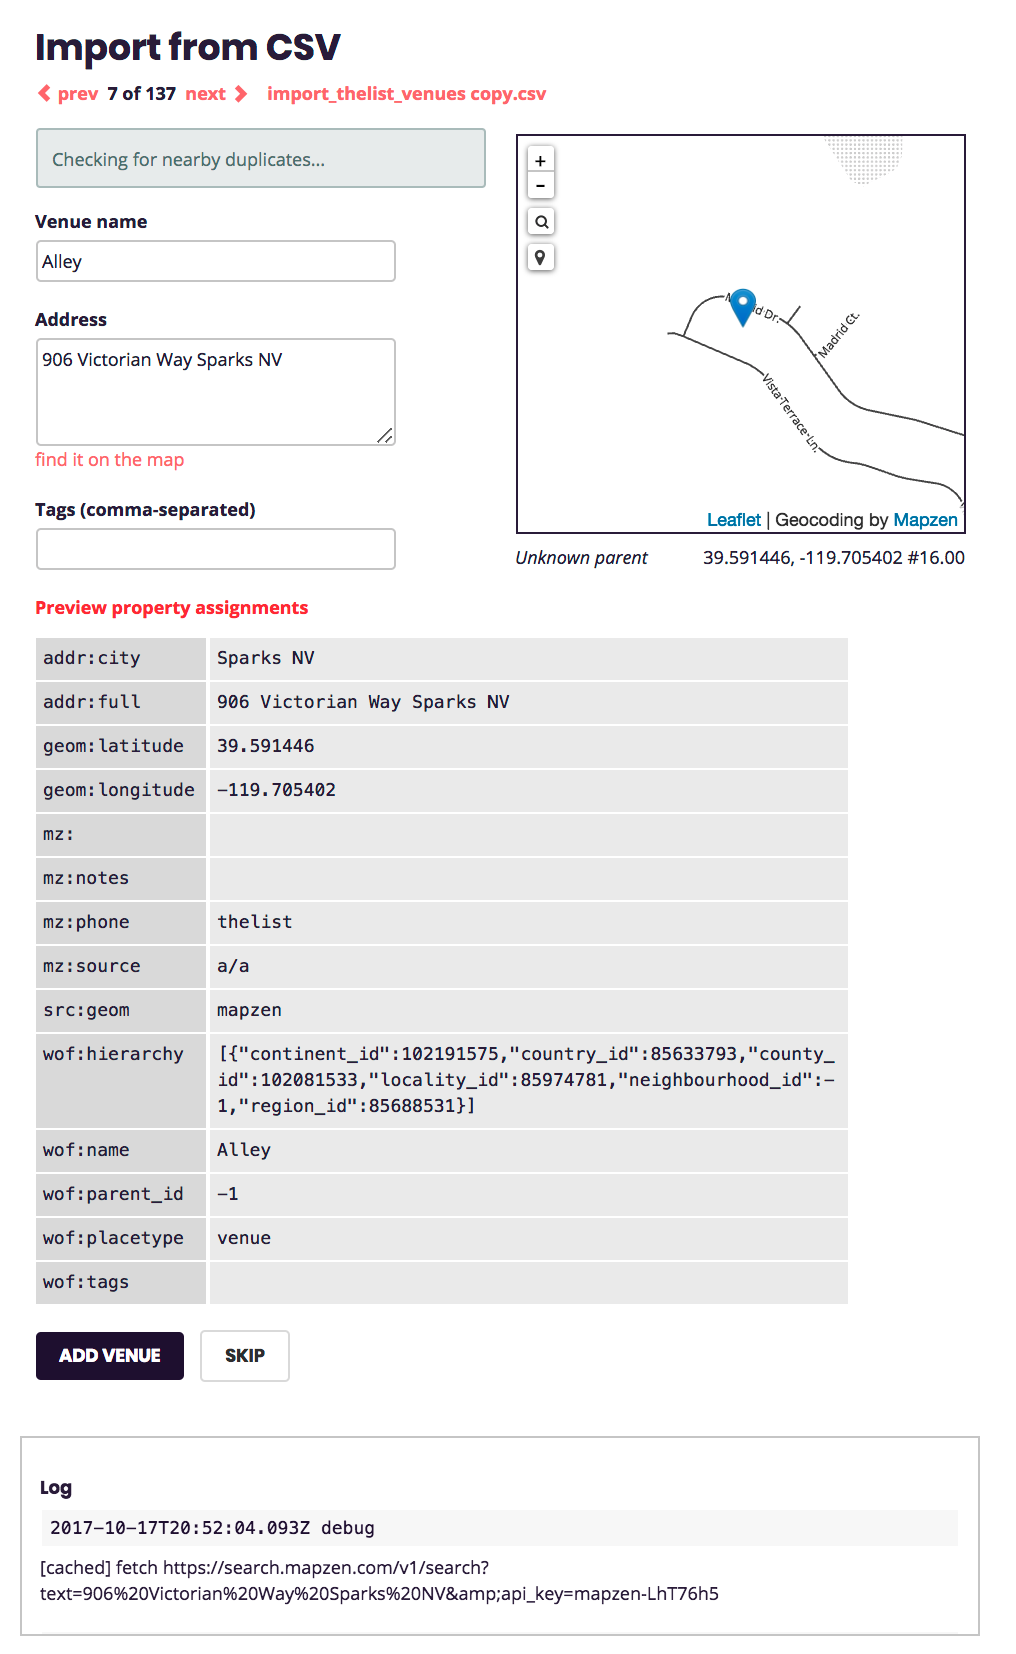 Import from CSV
prev 7 of 137 next import_thelist_venues copy.csv
Checking for nearby duplicates...
Venue name
Alley
Address
906 Victorian Way Sparks NV
find it on the map
Tags (comma-separated)
+
-
Madrid Ct.
Vista Terrace Ln.
Leaflet | Geocoding by Mapzen
Unknown parent 39.591446, -119.705402 #16.00
Preview property assignments
addr:city Sparks NV
addr:full 906 Victorian Way Sparks NV
geom:latitude 39.591446
geom:longitude -119.705402
mz:
mz:notes
mz:phone thelist
mz:source a/a
src:geom mapzen
wof:hierarchy [{"continent_id":102191575,"country_id":85633793,"county_
id":102081533,"locality_id":85974781,"neighbourhood_id":-
1,"region_id":85688531}]
wof:name Alley
wof:parent_id -1
wof:placetype venue
wof:tags
ADD VENUE SKIP
Log
2017-10-17T20:52:04.093Z debug
[cached] fetch https://search.mapzen.com/v1/search?
text=906%20Victorian%20Way%20Sparks%20NV&amp;api_key=mapzen-LhT76h5